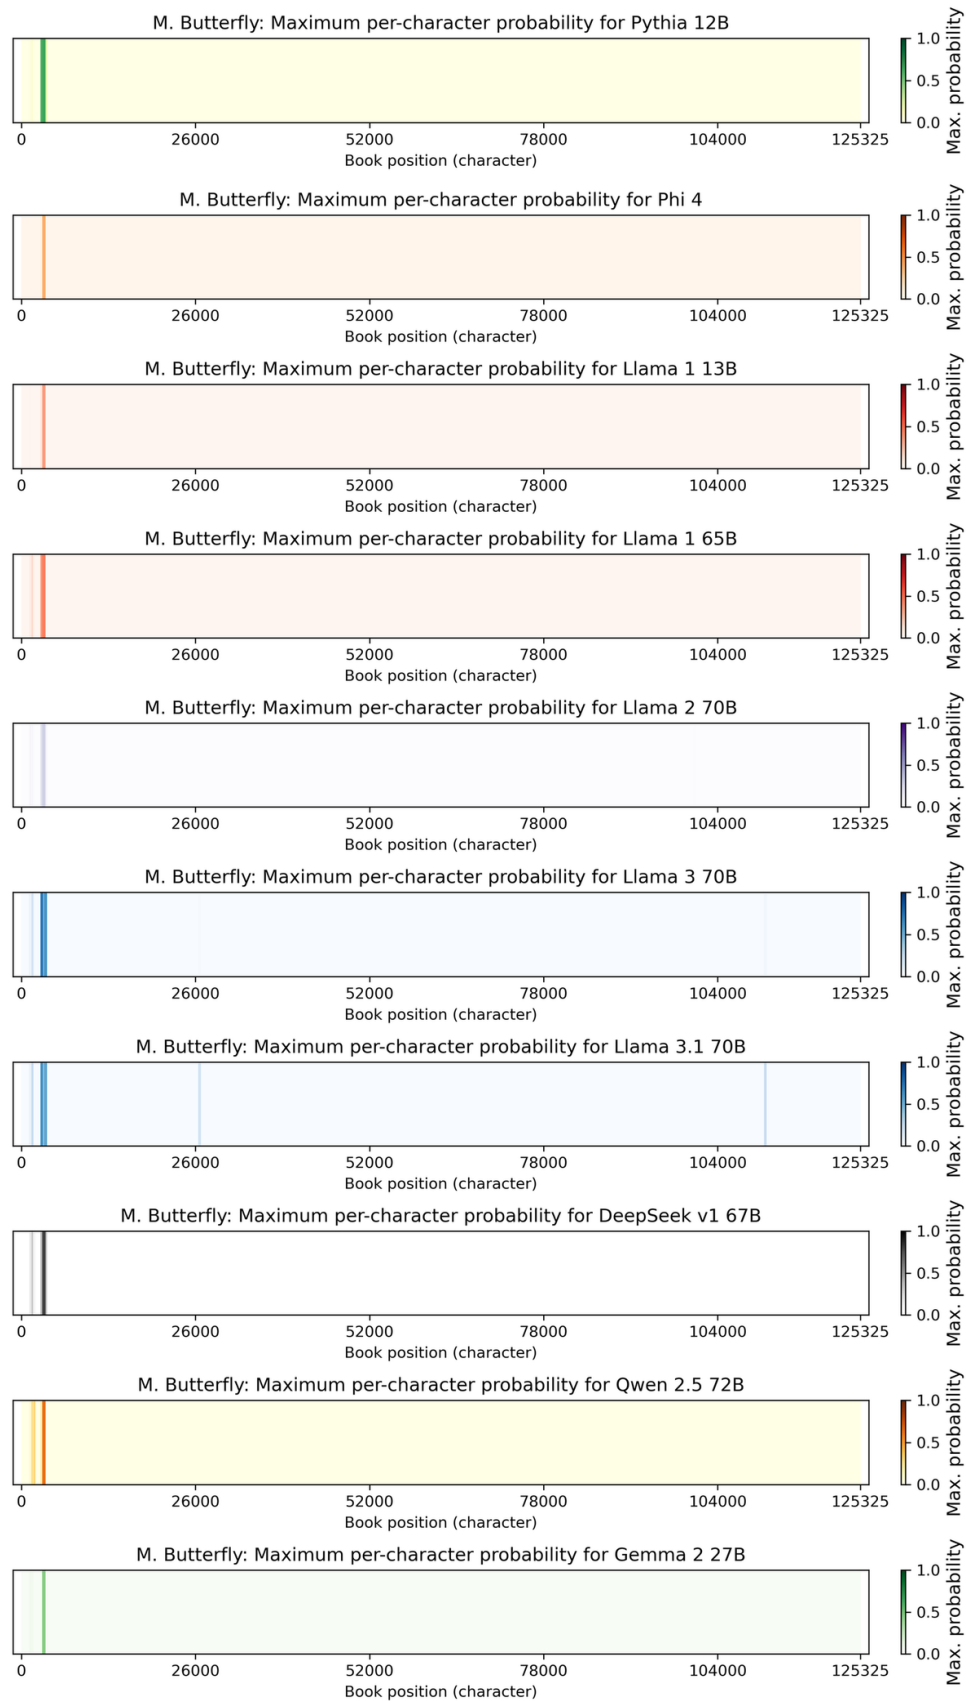 M. Butterfly: Maximum per-character probability for Pythia 12B
1.0
0.5
0.0
Max. probability
0 26000 52000 78000 104000 125325
Book position (character)
M. Butterfly: Maximum per-character probability for Phi 4
1.0
0.5
0.0
Max. probability
0 26000 52000 78000 104000 125325
Book position (character)
M. Butterfly: Maximum per-character probability for Llama 1 13B
1.0
0.5
0.0
Max. probability
0 26000 52000 78000 104000 125325
Book position (character)
M. Butterfly: Maximum per-character probability for Llama 1 65B
1.0
0.5
0.0
Max. probability
0 26000 52000 78000 104000 125325
Book position (character)
M. Butterfly: Maximum per-character probability for Llama 2 70B
1.0
0.5
0.0
Max. probability
0 26000 52000 78000 104000 125325
Book position (character)
M. Butterfly: Maximum per-character probability for Llama 3 70B
1.0
0.5
0.0
Max. probability
0 26000 52000 78000 104000 125325
Book position (character)
M. Butterfly: Maximum per-character probability for Llama 3.1 70B
1.0
0.5
0.0
Max. probability
0 26000 52000 78000 104000 125325
Book position (character)
M. Butterfly: Maximum per-character probability for DeepSeek v1 67B
1.0
0.5
0.0
Max. probability
0 26000 52000 78000 104000 125325
Book position (character)
M. Butterfly: Maximum per-character probability for Qwen 2.5 72B
1.0
0.5
0.0
Max. probability
0 26000 52000 78000 104000 125325
Book position (character)
M. Butterfly: Maximum per-character probability for Gemma 2 27B
1.0
0.5
0.0
Max. probability
0 26000 52000 78000 104000 125325
Book position (character)